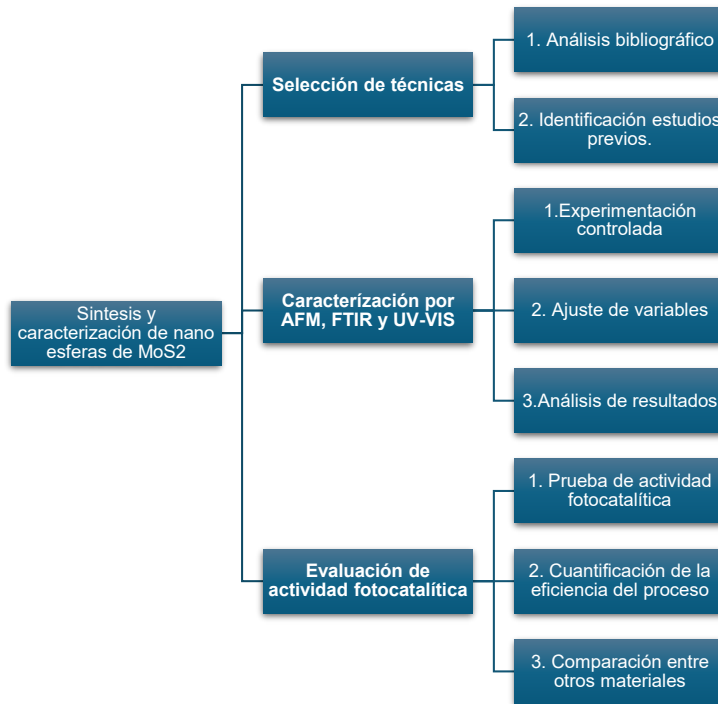 Sintesis y
caracterización de nano
esferas de MoS2
Selección de técnicas
1. Análisis bibliográfico
2. Identificación estudios
previos.
Caracterízación por
AFM, FTIR y UV-VIS
1.Experimentación
controlada
2. Ajuste de variables
3.Análisis de resultados
Evaluación de
actividad fotocatalítica
1. Prueba de actividad
fotocatalítica
2. Cuantificación de la
eficiencia del proceso
3. Comparación entre
otros materiales